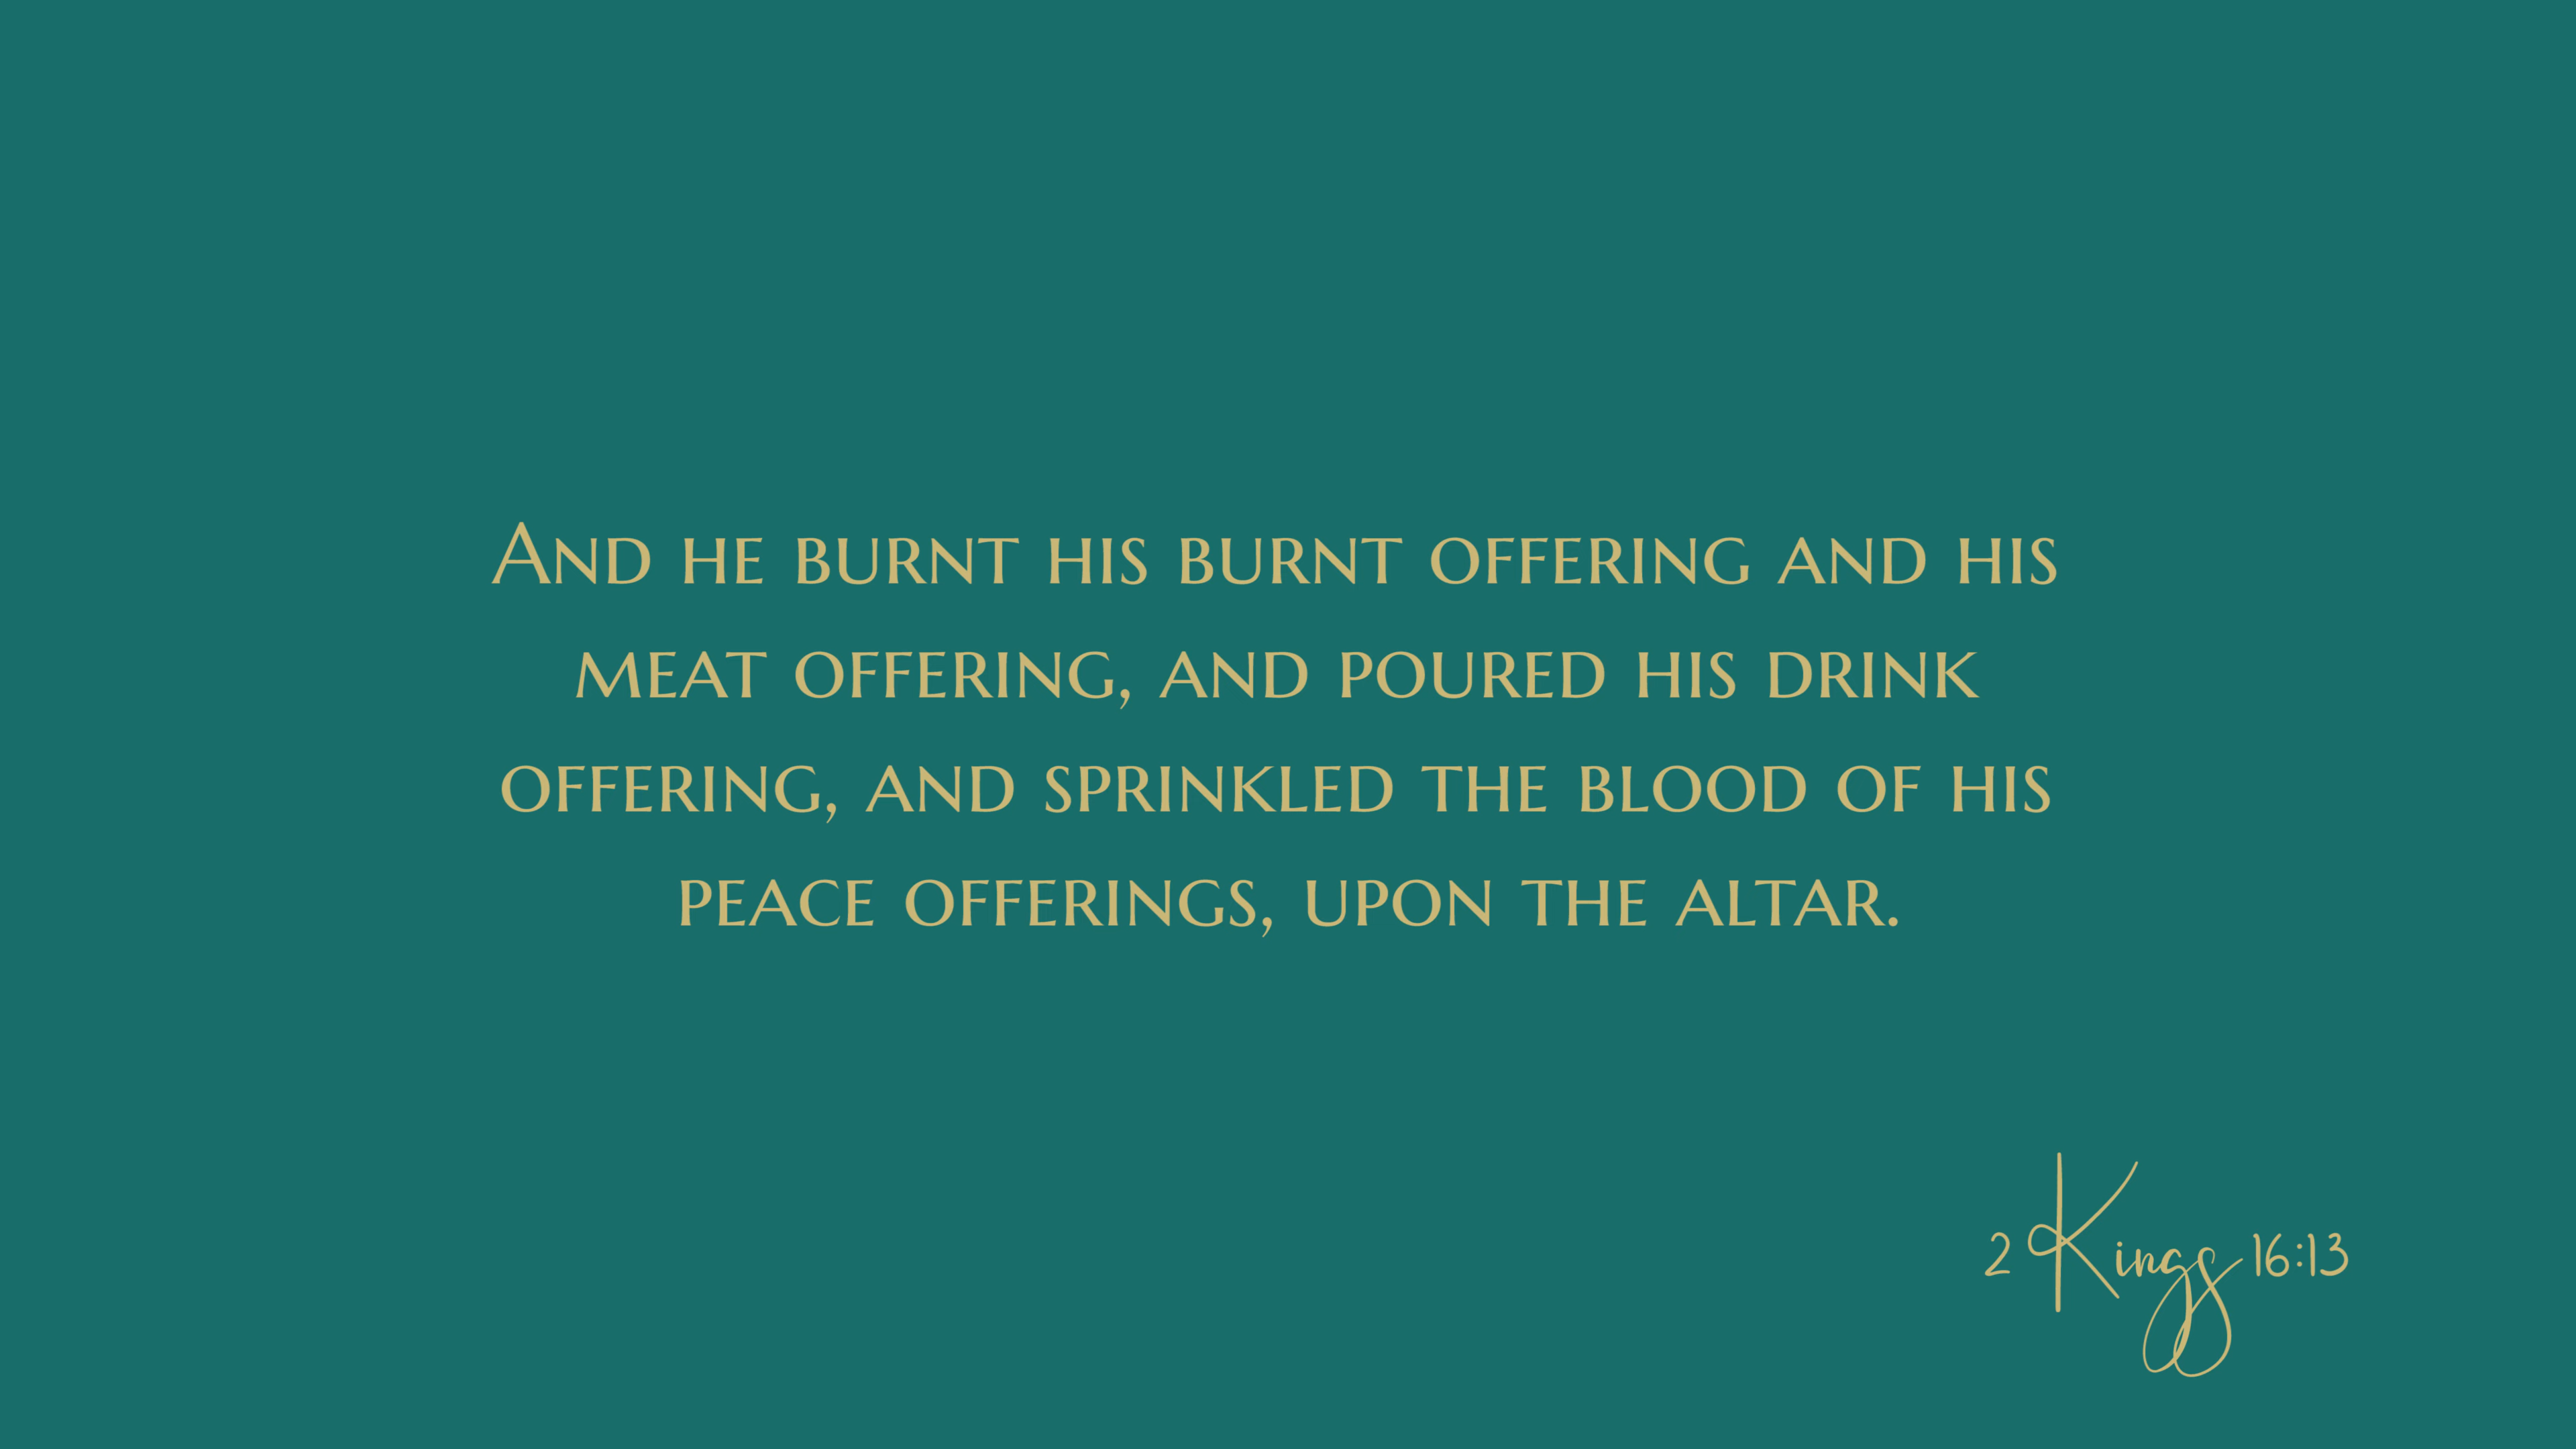 And he burnt his burnt offering and his
meat offering, and poured his drink
offering, and sprinkled the blood of his
peace offerings, upon the altar.
2 Kings 16:13